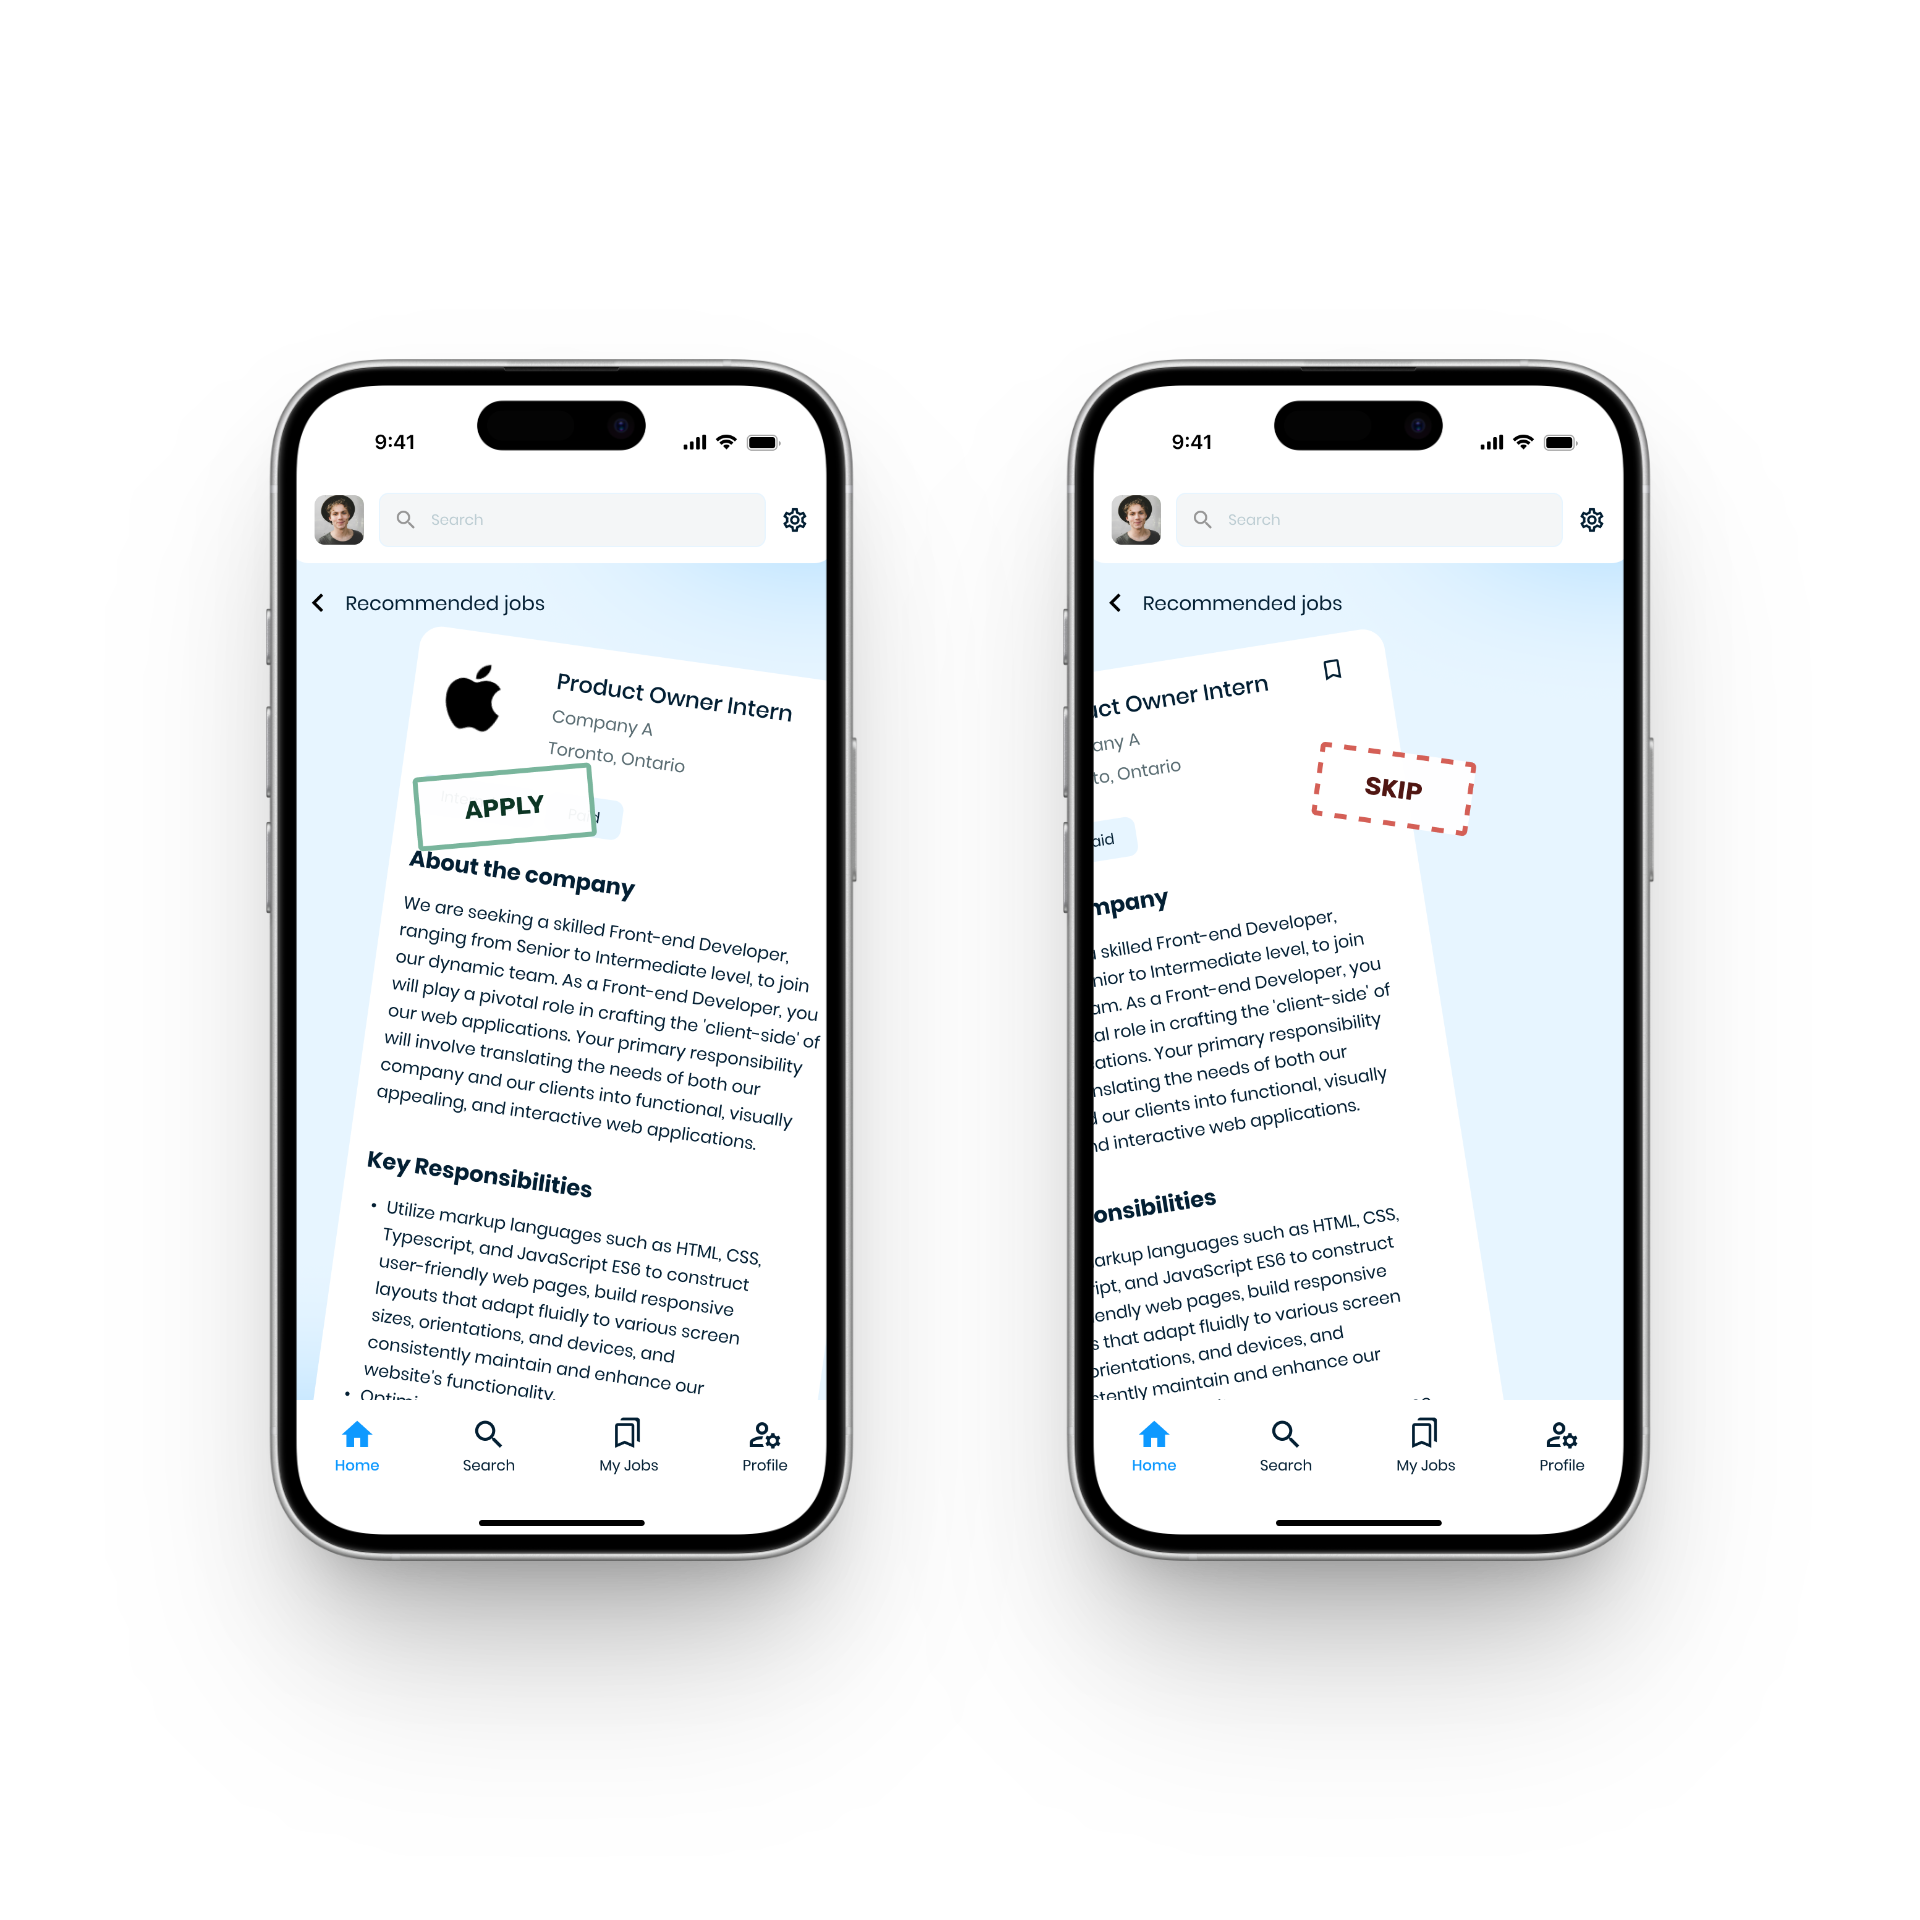 9:41
Search
Recommended jobs
Product Owner Intern
Company A
Toronto, Ontario
APPLY
About the company
We are seeking a skilled Front-end Developer,
ranging from Senior to Intermediate level, to join
our dynamic team. As a Front-end Developer, you
will play a pivotal role in crafting the 'client-side' of
our web applications. Your primary responsibility
will involve translating the needs of both our
company and our clients into functional, visually
appealing, and interactive web applications.
Key Responsibilities
• Utilize markup languages such as HTML, CSS,
Typescript, and JavaScript ES6 to construct
user-friendly web pages, build responsive
layouts that adapt fluidly to various screen
sizes, orientations, and devices, and
consistently maintain and enhance our
website's functionality.
Home
Search
My Jobs
Profile
9:41
Search
Recommended jobs
Owner Intern
A
Ontario
SKIP
aid
mpany
skilled Front-end Developer,
nior to Intermediate level, to join
am. As a Front-end Developer, you
al role in crafting the 'client-side' of
ations. Your primary responsibility
nslating the needs of both our
our clients into functional, visually
nd interactive web applications.
onsibilities
arkup languages such as HTML, CSS,
ript, and JavaScript ES6 to construct
endly web pages, build responsive
s that adapt fluidly to various screen
orientations, and devices, and
stently maintain and enhance our
Home
Search
My Jobs
Profile